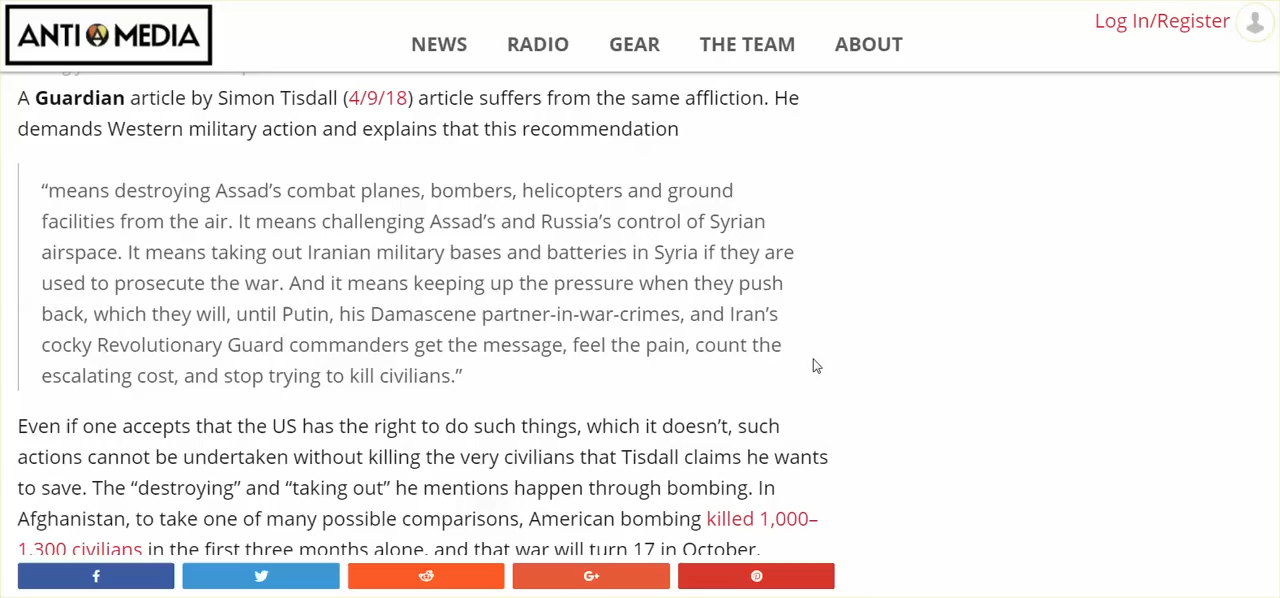 ANTI MEDIA
NEWS RADIO GEAR THE TEAM ABOUT
Log In/Register
A Guardian article by Simon Tisdall (4/9/18) article suffers from the same affliction. He
demands Western military action and explains that this recommendation
“means destroying Assad’s combat planes, bombers, helicopters and ground
facilities from the air. It means challenging Assad’s and Russia’s control of Syrian
airspace. It means taking out Iranian military bases and batteries in Syria if they are
used to prosecute the war. And it means keeping up the pressure when they push
back, which they will, until Putin, his Damascene partner-in-war-crimes, and Iran’s
cocky Revolutionary Guard commanders get the message, feel the pain, count the
escalating cost, and stop trying to kill civilians.”
Even if one accepts that the US has the right to do such things, which it doesn’t, such
actions cannot be undertaken without killing the very civilians that Tisdall claims he wants
to save. The “destroying” and “taking out” he mentions happen through bombing. In
Afghanistan, to take one of many possible comparisons, American bombing killed 1,000–
1,300 civilians in the first three months alone, and that war will turn 17 in October.
G+